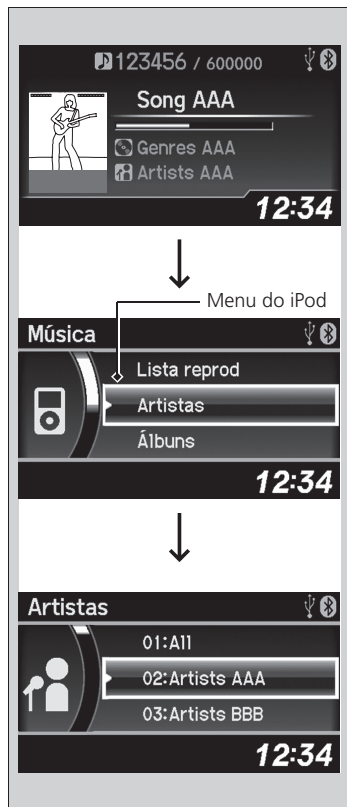 123456 / 600000
Song AAA
Genres AAA
Artists AAA
12:34
Menu do iPod
Música
Lista reprod
Artistas
Álbuns
12:34
Artistas
01:All
02:Artists AAA
03:Artists BBB
12:34